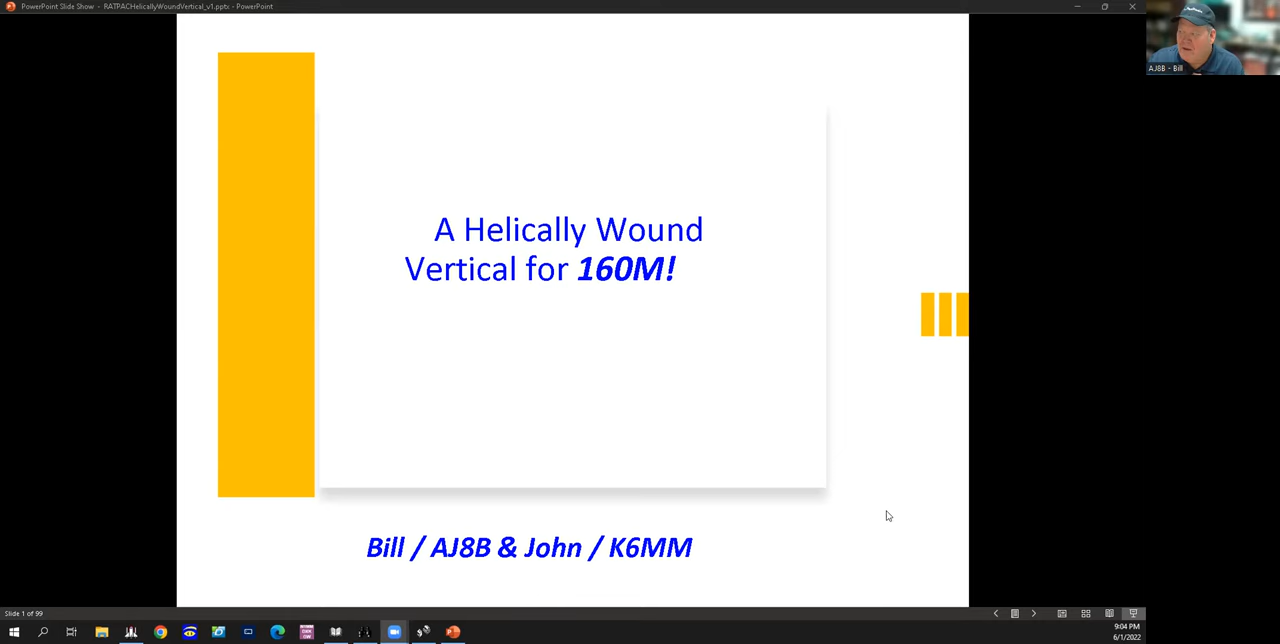 PowerPoint Slide Show - RATPACHelicallyWoundVertical_v1.pptx - PowerPoint
AJ8B - Bill
A Helically Wound
Vertical for 160M!
Bill / AJ8B & John / K6MM
Slide 1 of 99
9:04 PM
6/1/2022